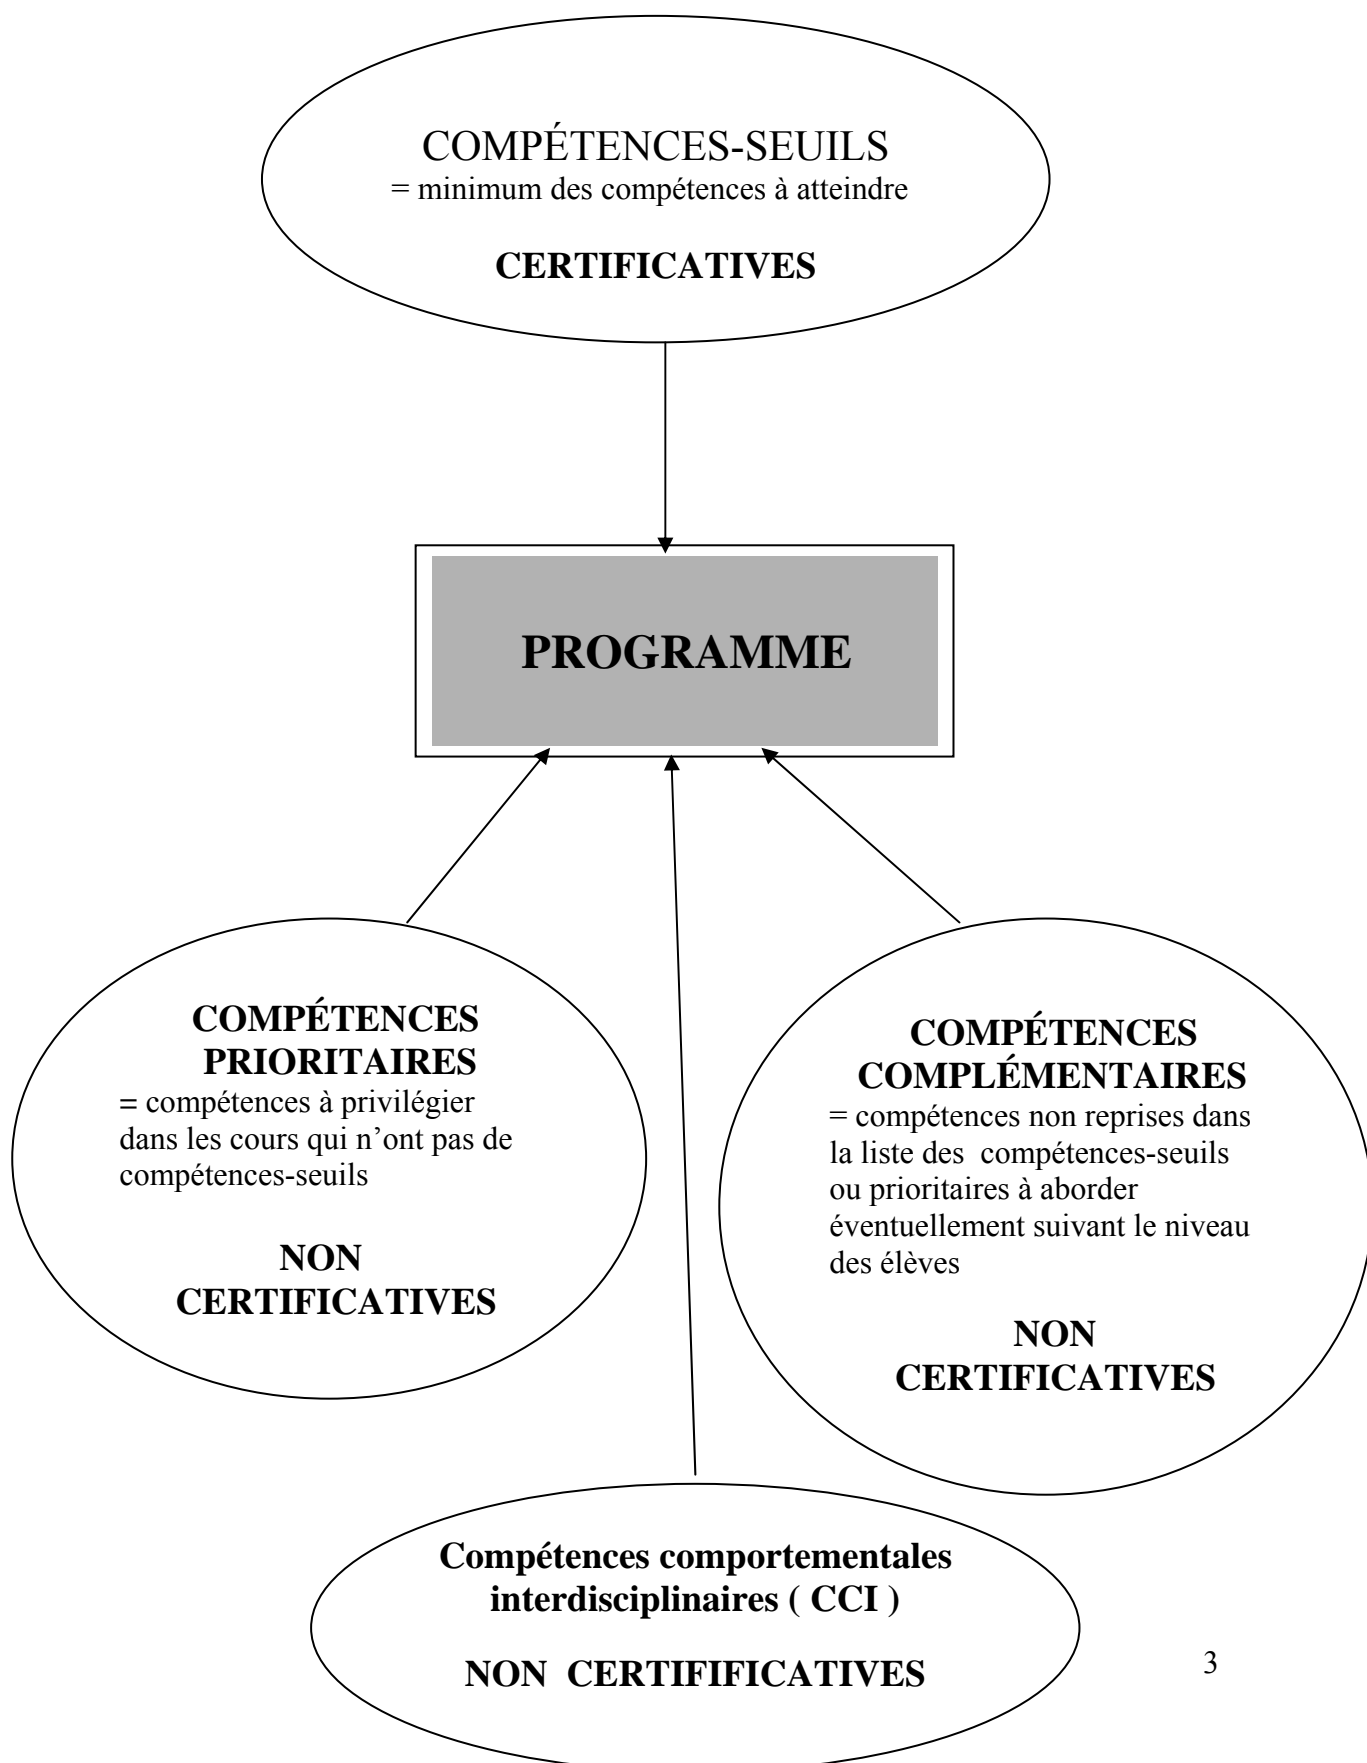 COMPÉTENCES-SEUILS
= minimum des compétences à atteindre
CERTIFICATIVES
PROGRAMME
COMPÉTENCES
PRIORITAIRES
= compétences à privilégier
dans les cours qui n’ont pas de
compétences-seuils
NON
CERTIFICATIVES
COMPÉTENCES
COMPLÉMENTAIRES
= compétences non reprises dans
la liste des compétences-seuils
ou prioritaires à aborder
éventuellement suivant le niveau
des élèves
NON
CERTIFICATIVES
Compétences comportementales
interdisciplinaires ( CCI )
NON CERTIFIFICATIVES
3